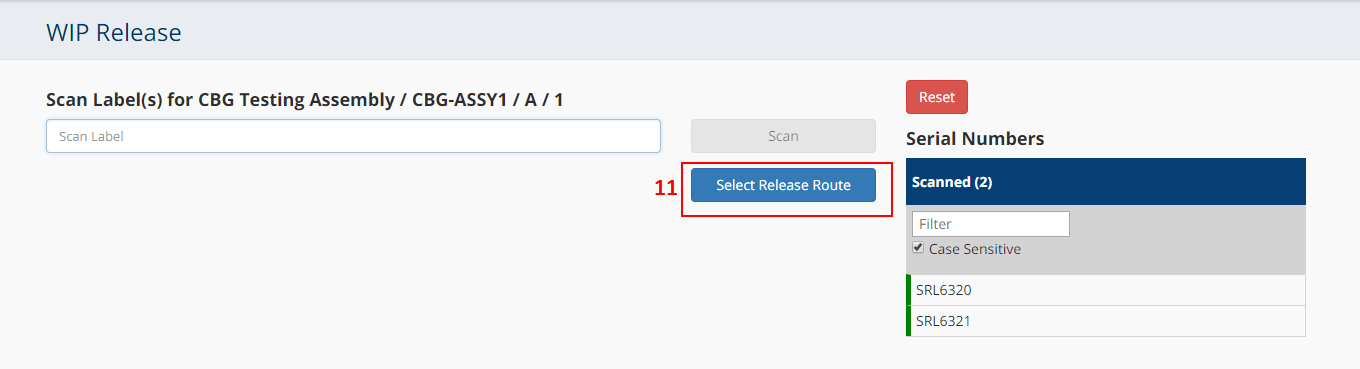 WIP Release
Scan Label(s) for CBG Testing Assembly / CBG-ASSY1 / A / 1
Scan Label
Scan
11
Select Release Route
Reset
Serial Numbers
Scanned (2)
Filter
Case Sensitive
SRL6320
SRL6321